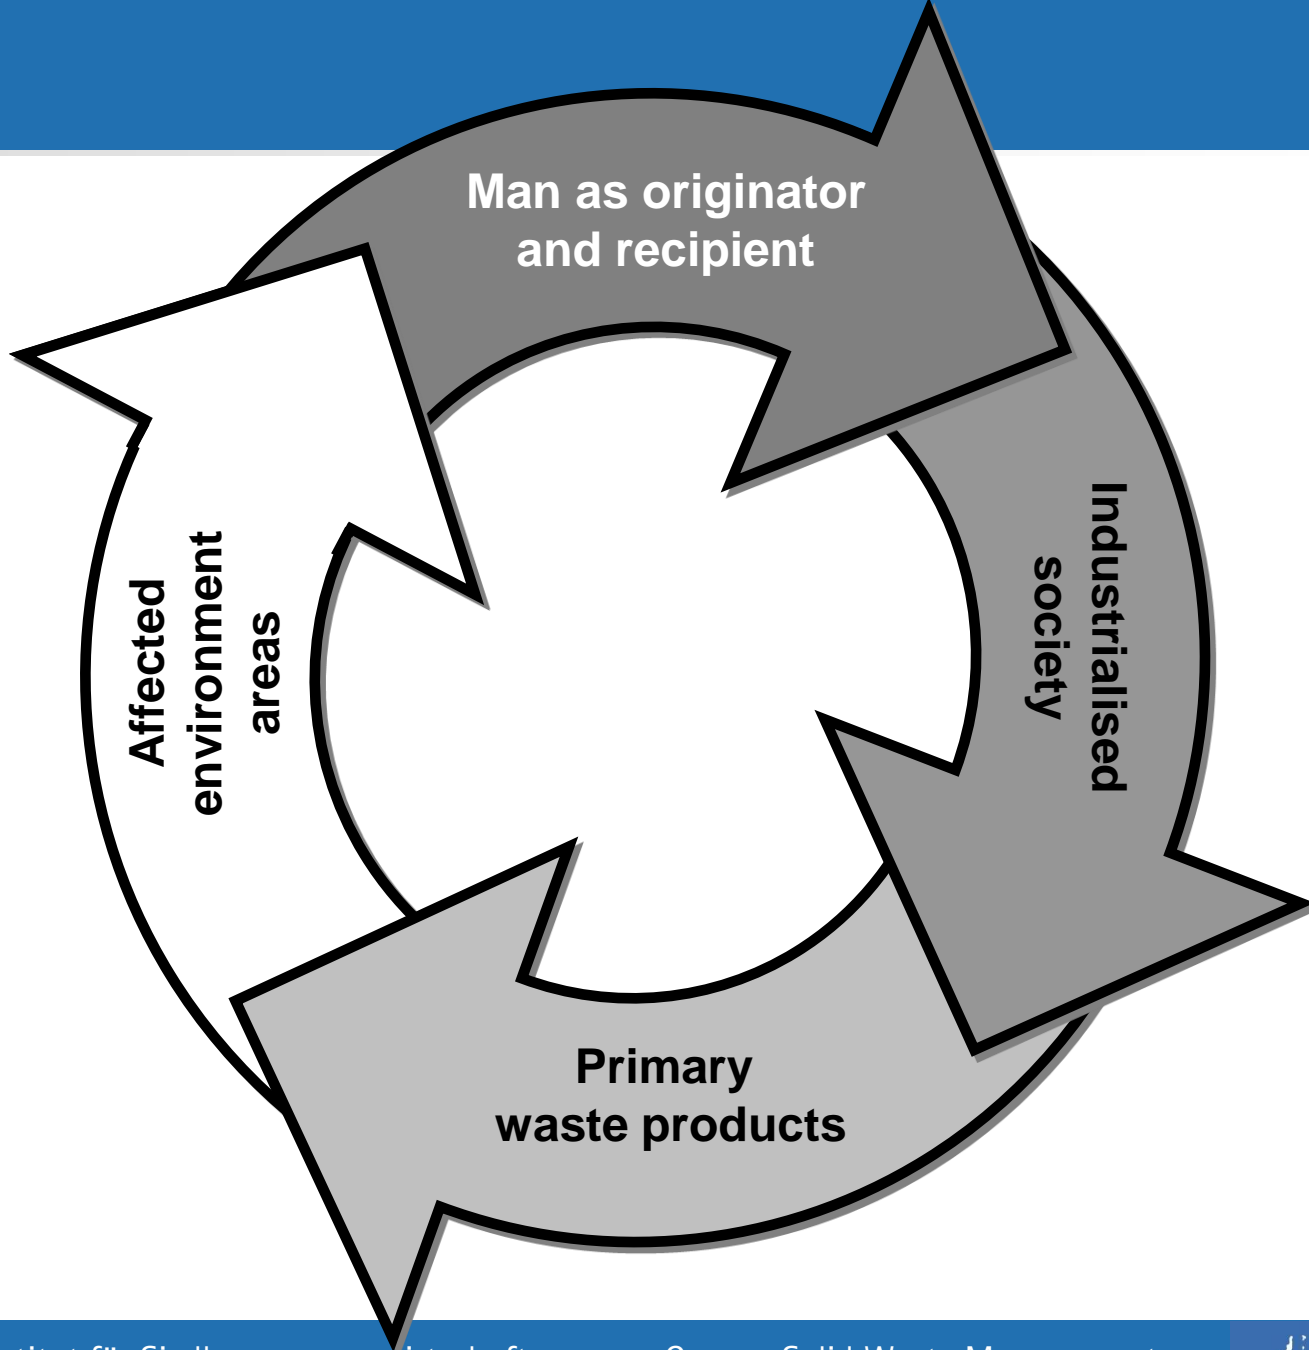 Man as originator
and recipient
Industrialised
society
Primary
waste products
Affected
environment
areas